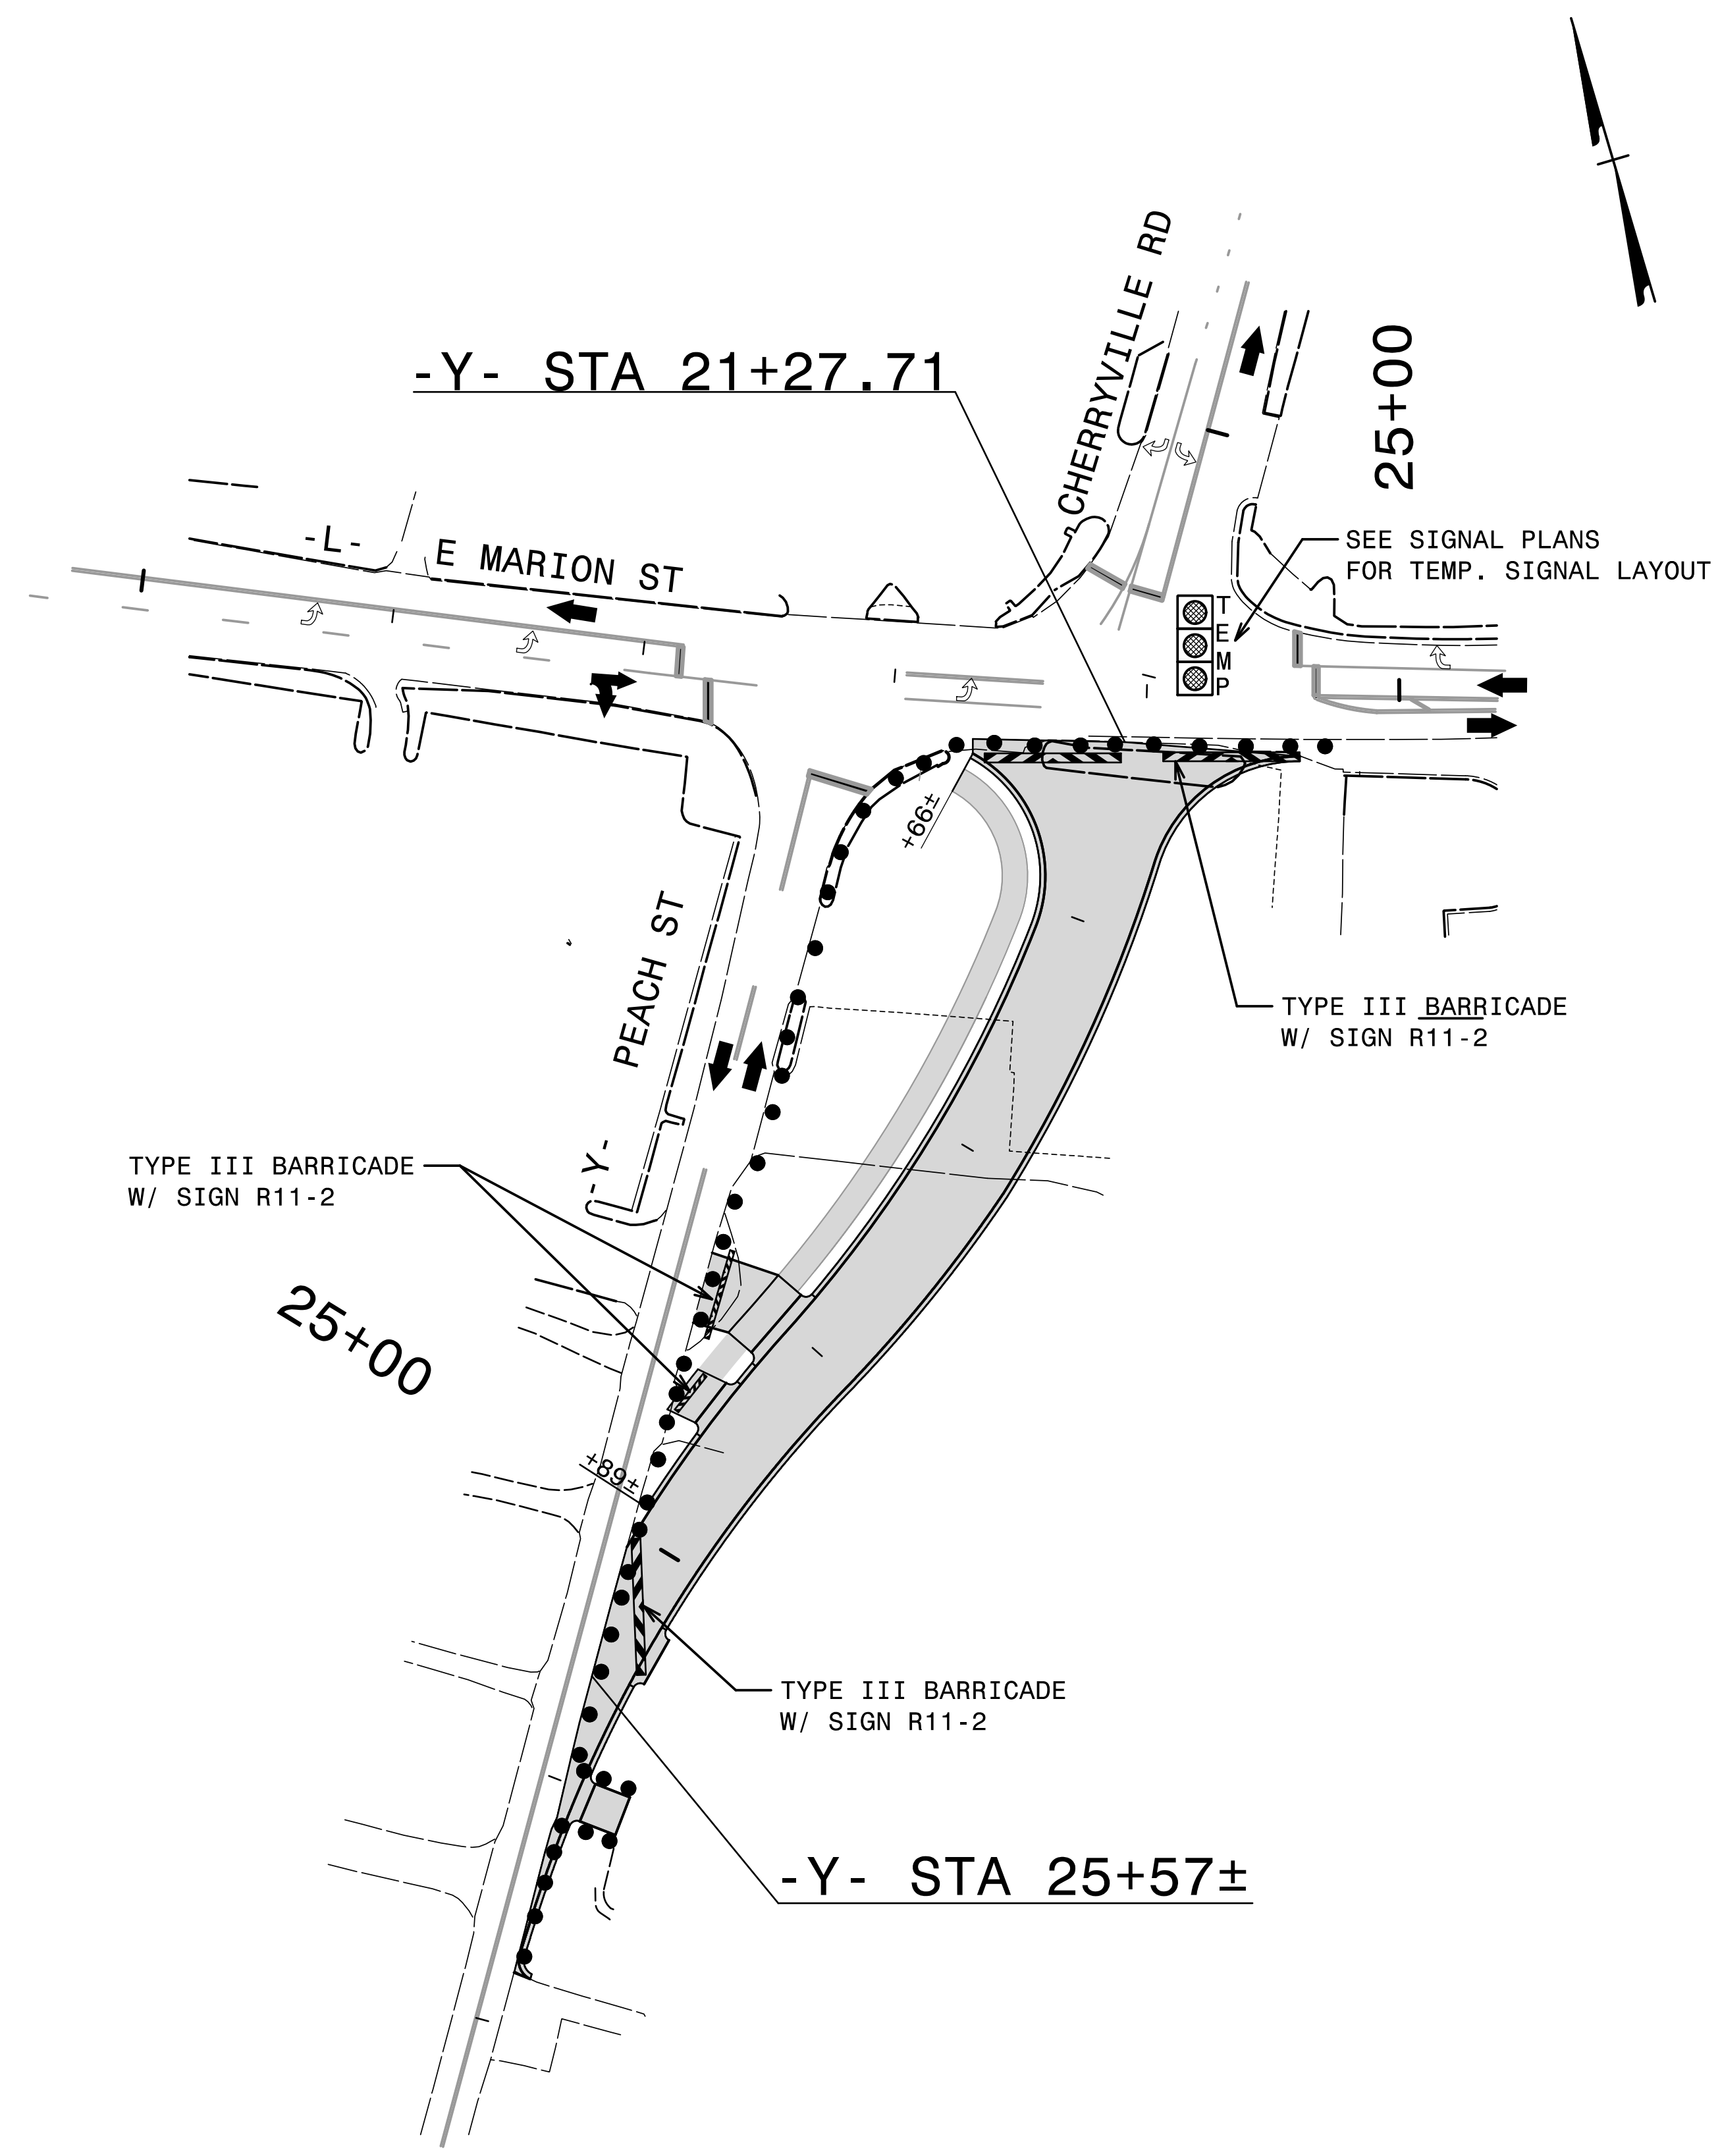 CHERRYVILLE RD
-Y- STA 21+27.71
25+00
-L-
E MARION ST
SEE SIGNAL PLANS
FOR TEMP. SIGNAL LAYOUT
T
E
M
P
+66±
PEACH ST
TYPE III BARRICADE
W/ SIGN R11-2
-Y-
TYPE III BARRICADE
W/ SIGN R11-2
25+00
+89±
TYPE III BARRICADE
W/ SIGN R11-2
-Y- STA 25+57±